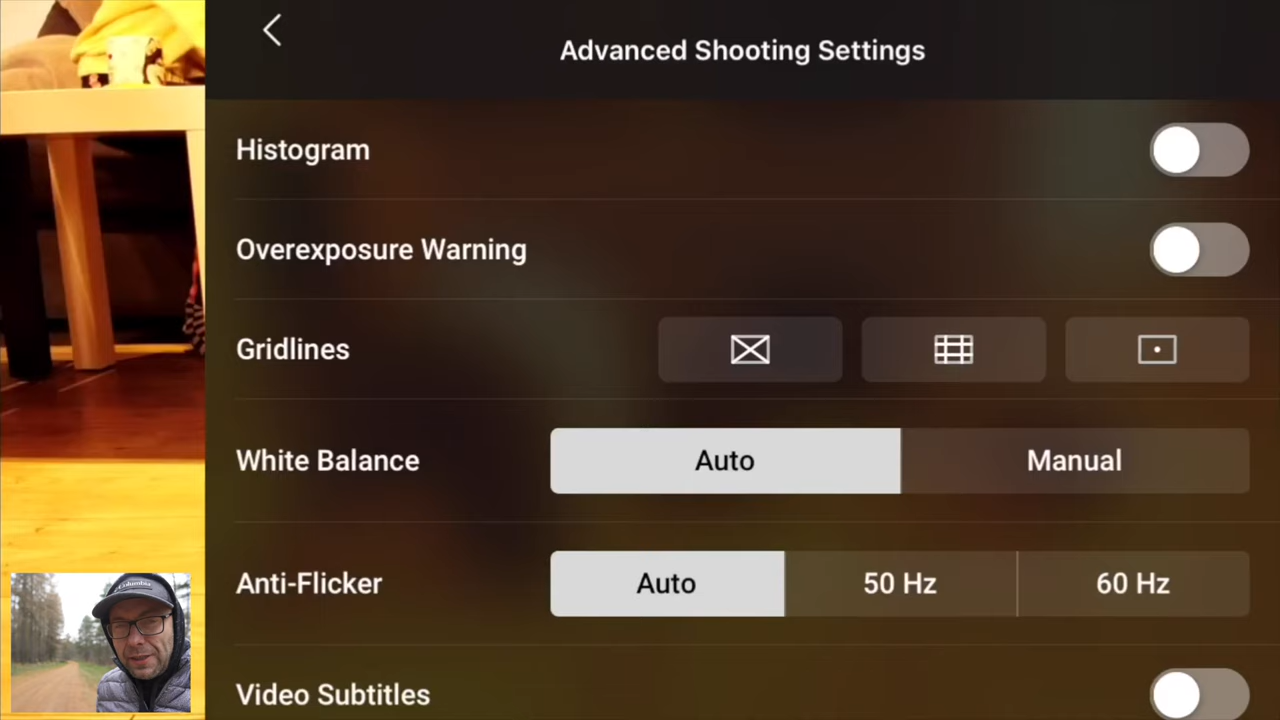 Advanced Shooting Settings
Histogram
Overexposure Warning
Gridlines
White Balance Auto Manual
Anti-Flicker Auto 50 Hz 60 Hz
Columbia
Video Subtitles